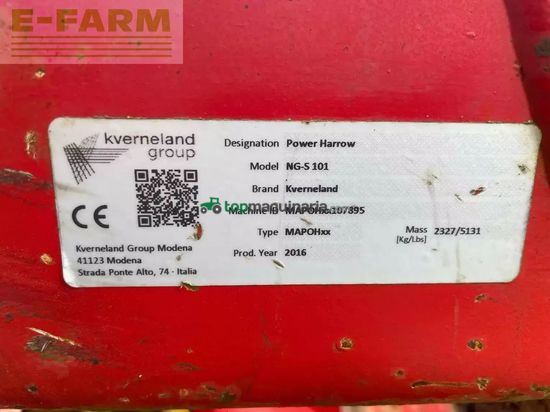 E-FARM
kverneland
group
Designation Power Harrow
Model NG-S 101
Brand Kverneland
topmaquinaria
Machine ID
Type MAPOHxx
Mass 2327/5131
[Kg/Lbs]
Prod. Year 2016
CE
Kverneland Group Modena
41123 Modena
Strada Ponte Alto, 74 - Italia